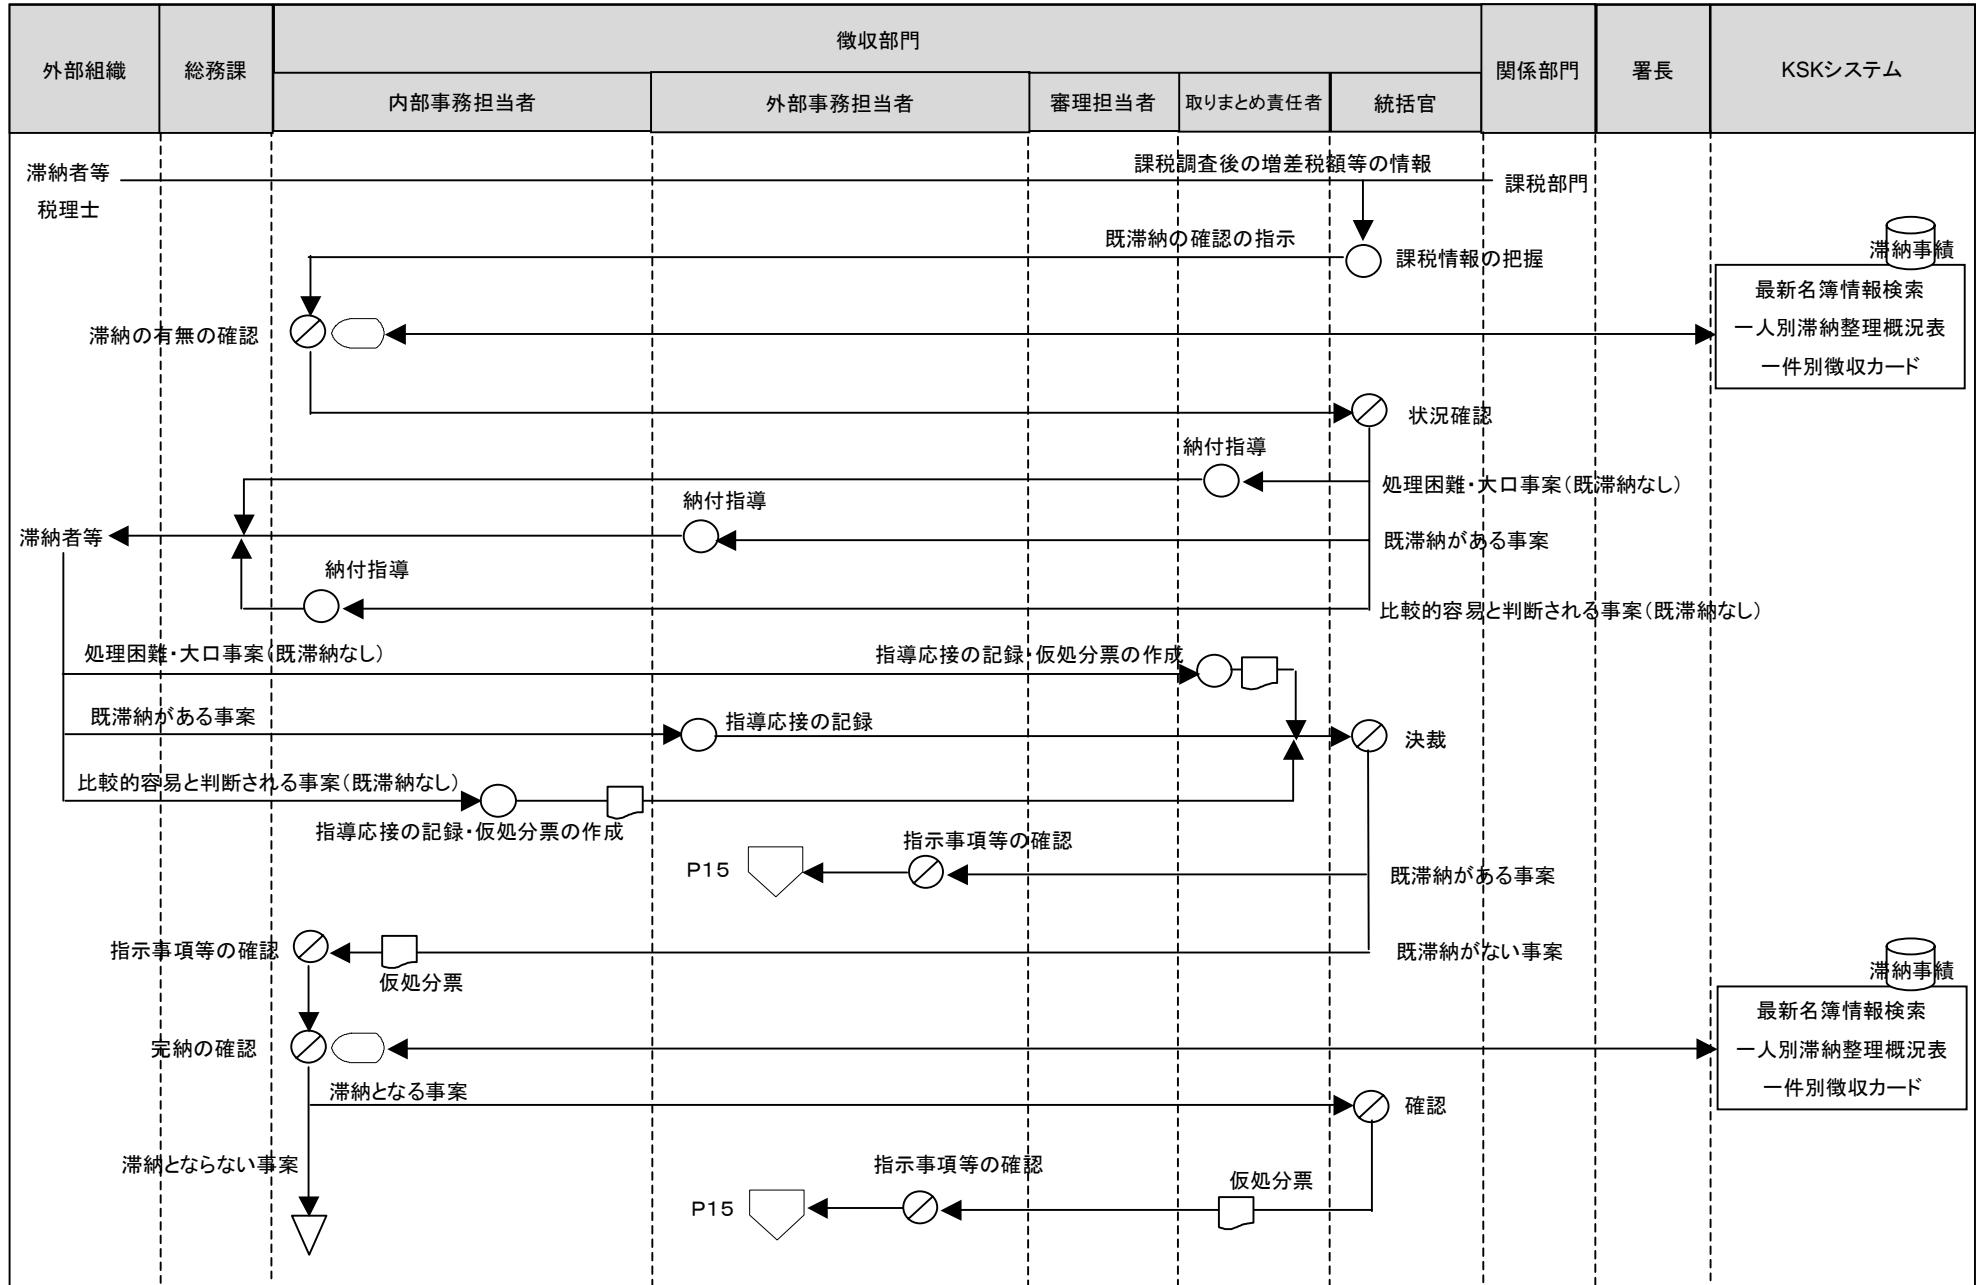 外部組織
総務課
徴収部門
関係部門
署長
KSKシステム
内部事務担当者
外部事務担当者
審理担当者
取りまとめ責任者
統括官
滞納者等
税理士
課税調査後の増差税額等の情報
課税部門
既滞納の確認の指示
課税情報の把握
滞納事績
最新名簿情報検索
一人別滞納整理概況表
一件別徴収カード
滞納の有無の確認
状況確認
納付指導
処理困難・大口事案（既滞納なし）
納付指導
滞納者等
既滞納がある事案
納付指導
比較的容易と判断される事案（既滞納なし）
処理困難・大口事案（既滞納なし）
指導応接の記録・仮処分票の作成
既滞納がある事案
指導応接の記録
決裁
比較的容易と判断される事案（既滞納なし）
指導応接の記録・仮処分票の作成
指示事項等の確認
P15
既滞納がある事案
指示事項等の確認
仮処分票
既滞納がない事案
滞納事績
最新名簿情報検索
一人別滞納整理概況表
一件別徴収カード
完納の確認
滞納となる事案
確認
滞納とならない事案
指示事項等の確認
仮処分票
P15